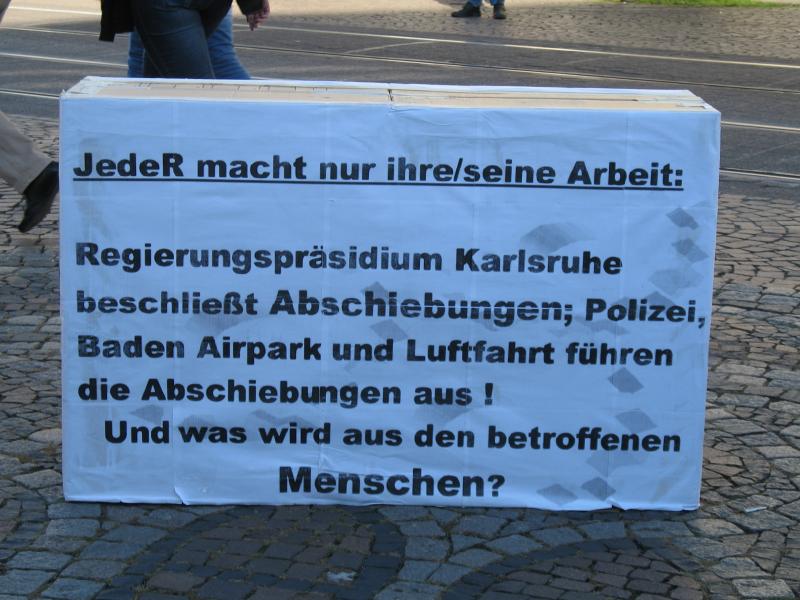 JedeR macht nur ihre/seine Arbeit:
Regierungspräsidium Karlsruhe
beschließt Abschiebungen; Polizei,
Baden Airpark und Luftfahrt führen
die Abschiebungen aus !
Und was wird aus den betroffenen
Menschen?